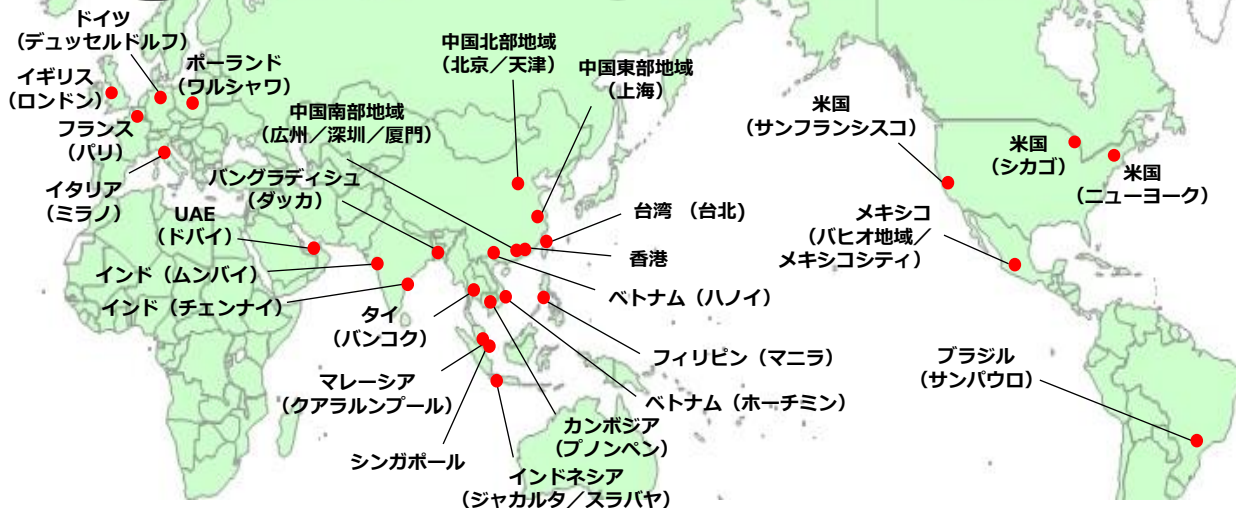 ドイツ
（デュッセルドルフ）
イギリス
（ロンドン）
ポーランド
（ワルシャワ）
フランス
（パリ）
イタリア
（ミラノ）
中国北部地域
（北京／天津）
中国東部地域
（上海）
中国南部地域
（広州／深圳／厦門）
バングラディシュ
（ダッカ）
UAE
（ドバイ）
インド（ムンバイ）
インド（チェンナイ）
タイ
（バンコク）
マレーシア
（クアラルンプール）
シンガポール
台湾 （台北)
香港
ベトナム（ハノイ）
フィリピン（マニラ）
ベトナム（ホーチミン）
カンボジア
（プノンペン）
インドネシア
（ジャカルタ／スラバヤ）
米国
（サンフランシスコ）
米国
（シカゴ）
米国
（ニューヨーク）
メキシコ
（バヒオ地域／
メキシコシティ）
ブラジル
（サンパウロ）